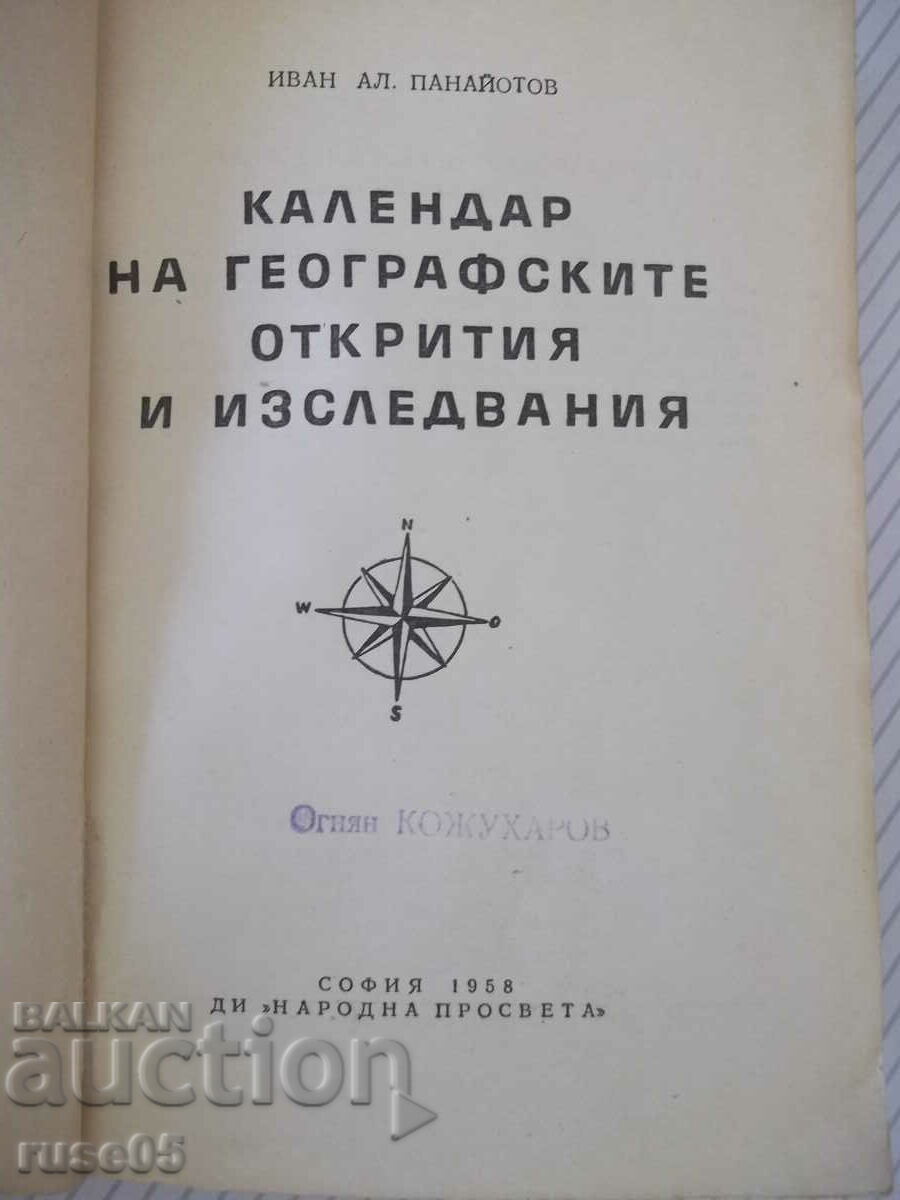 ИВАН АЛ. ПАНАЙОТОВ
КАЛЕНДАР
НА ГЕОГРАФСКИТЕ
ОТКРИТИЯ
И ИЗСЛЕДВАНИЯ
N
W
O
S
Огнян КОЖУХАРОВ
СОФИЯ 1958
ДИ »НАРОДНА ПРОСВЕТА»
BALKAN
auction
ruse05